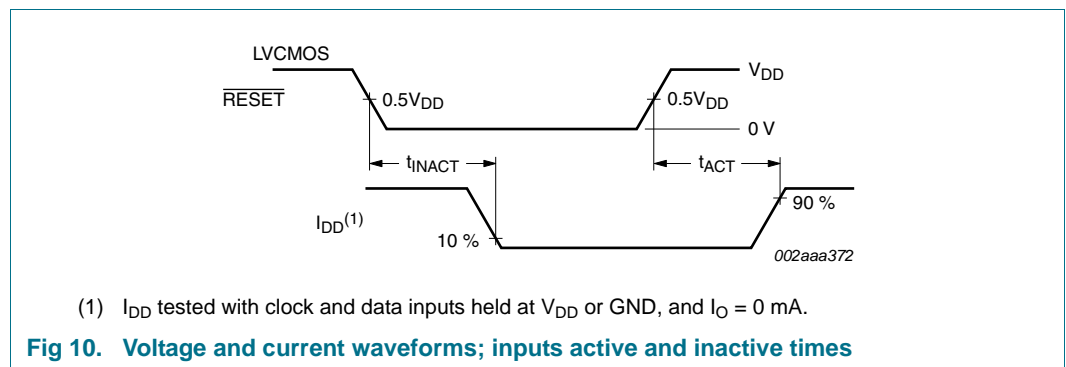 LVCMOS
RESET
0.5VDD
0.5VDD
VDD
0 V
tINACT
tACT
IDD(1)
10 %
90 %
002aaa372
(1) IDD tested with clock and data inputs held at VDD or GND, and IO = 0 mA.
Fig 10. Voltage and current waveforms; inputs active and inactive times